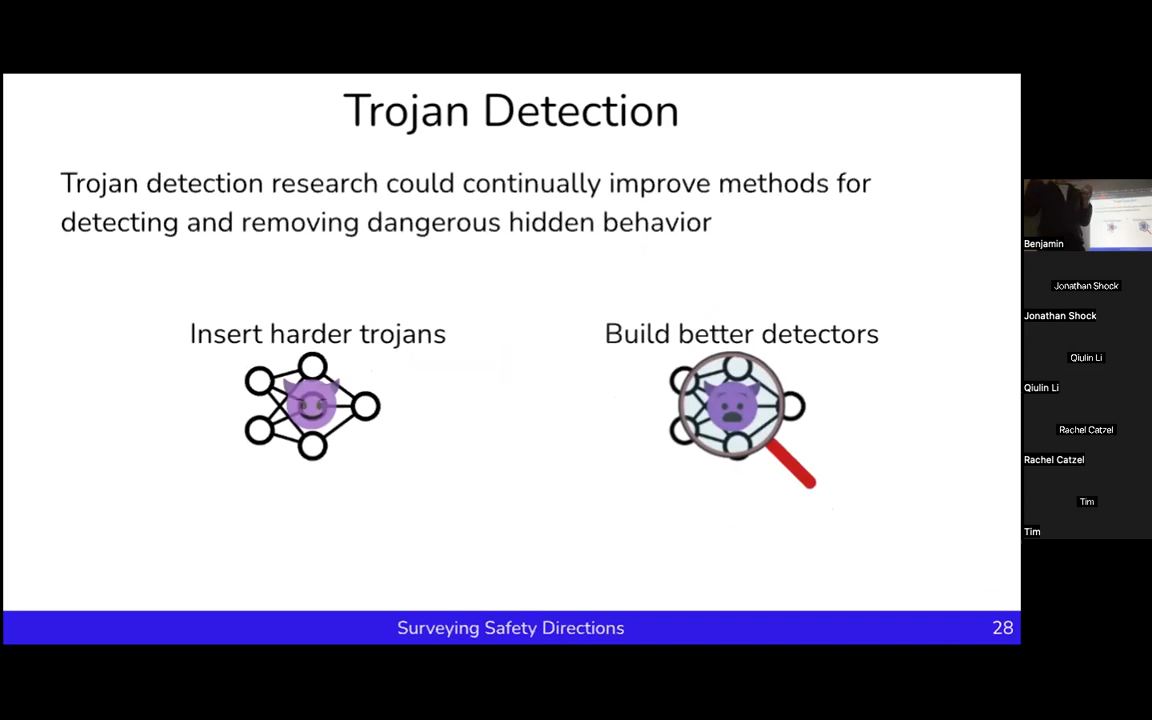 Trojan Detection
Trojan detection research could continually improve methods for
detecting and removing dangerous hidden behavior
Insert harder trojans
Build better detectors
Surveying Safety Directions
28
Benjamin
Jonathan Shock
Jonathan Shock
Qiulin Li
Qiulin Li
Rachel Catzel
Rachel Catzel
Tim
Tim